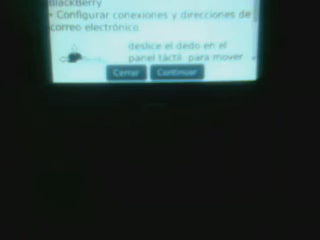 BlackBerry
• Configurar conexiones y direcciones de
correo electrónico
deslice el dedo en el
panel táctil, para mover
Cerrar Continuar